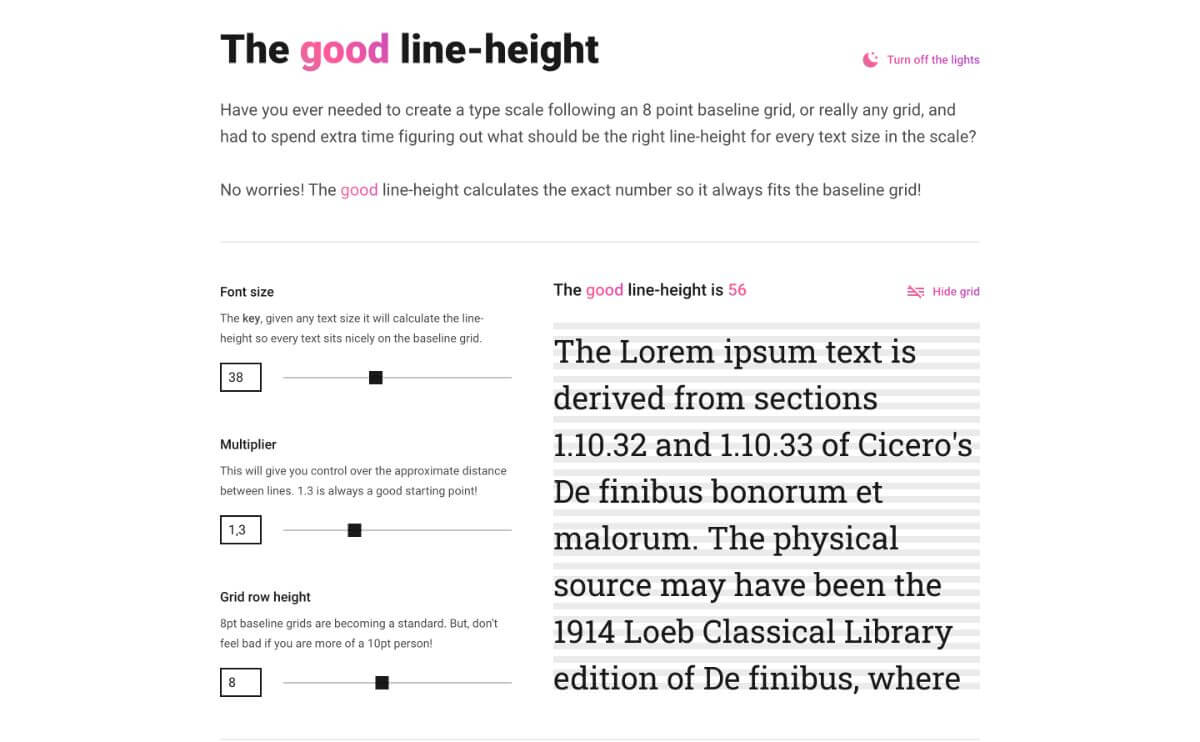 The good line-height
Turn off the lights
Have you ever needed to create a type scale following an 8 point baseline grid, or really any grid, and
had to spend extra time figuring out what should be the right line-height for every text size in the scale?
No worries! The good line-height calculates the exact number so it always fits the baseline grid!
Font size
The key, given any text size it will calculate the line-
height so every text sits nicely on the baseline grid.
38
Multiplier
This will give you control over the approximate distance
between lines. 1.3 is always a good starting point!
1,3
Grid row height
8pt baseline grids are becoming a standard. But, don't
feel bad if you are more of a 10pt person!
8
The good line-height is 56
Hide grid
The Lorem ipsum text is
derived from sections
1.10.32 and 1.10.33 of Cicero's
De finibus bonorum et
malorum. The physical
source may have been the
1914 Loeb Classical Library
edition of De finibus, where